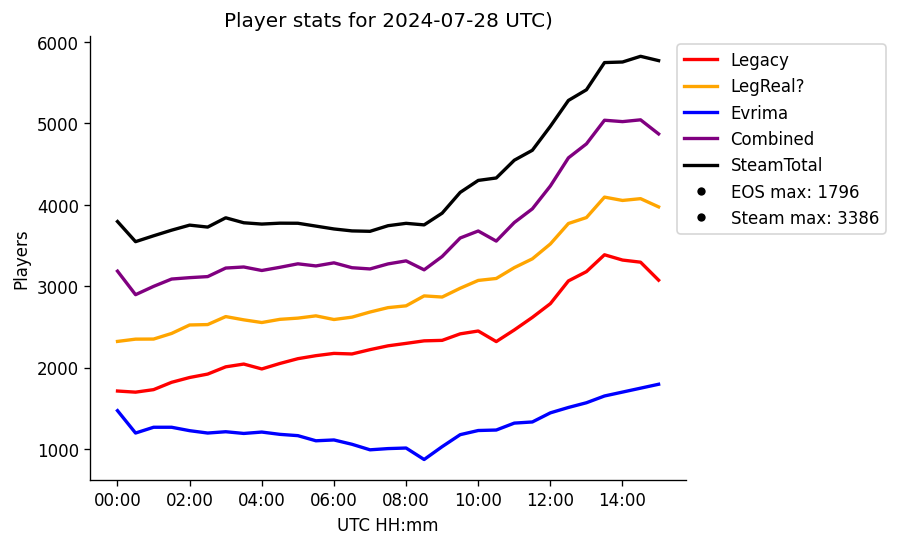 Player stats for 2024-07-28 UTC)
6000
5000
4000
3000
2000
1000
Players
00:00 02:00 04:00 06:00 08:00 10:00 12:00 14:00
UTC HH:mm
Legacy
LegReal?
Evrima
Combined
SteamTotal
EOS max: 1796
Steam max: 3386